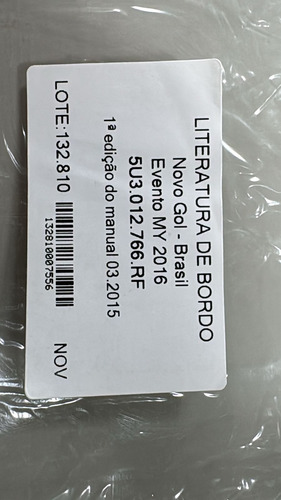 LITERATURA DE BORDO
Novo Gol - Brasil
Evento MY 2016
5U3.012.766.RF
1ª edição do manual 03.2015
LOTE:132.810
132810007556
NOV